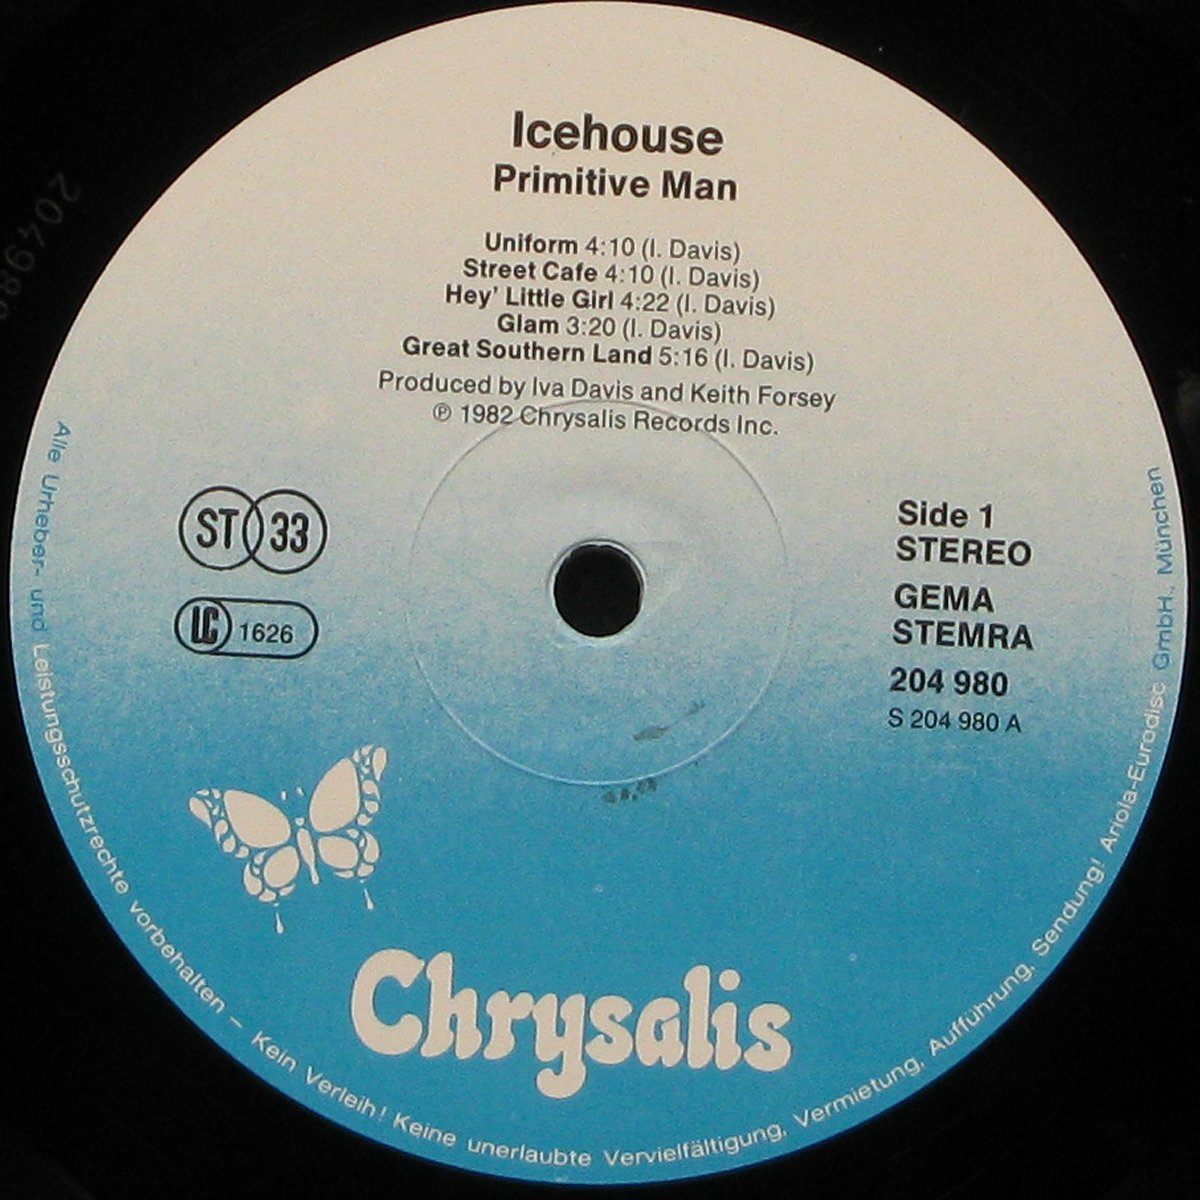 Icehouse
Primitive Man
Uniform 4:10 (I. Davis)
Street Cafe 4:10 (I. Davis)
Hey' Little Girl 4:22 (I. Davis)
Glam 3:20 (I. Davis)
Great Southern Land 5:16 (I. Davis)
Produced by Iva Davis and Keith Forsey
℗ 1982 Chrysalis Records Inc.
ST 33
LC 1626
Side 1
STEREO
GEMA
STEMRA
204 980
S 204 980 A
Chrysalis
Alle Urheber- und Leistungsschutzrechte vorbehalten – Kein Verleih! Keine unerlaubte Vervielfältigung, Vermietung, Aufführung, Sendung! Ariola-Eurodisc GmbH., München